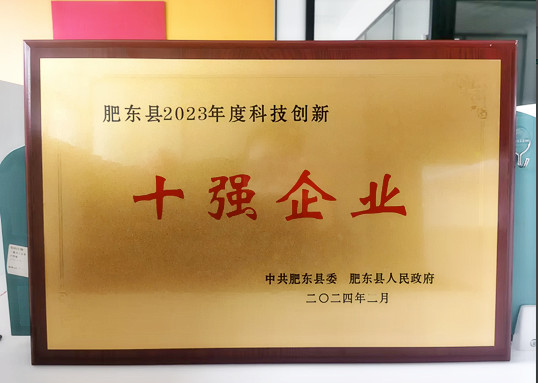 肥东县2023年度科技创新
十强企业
中共肥东县委 肥东县人民政府
二〇二四年二月